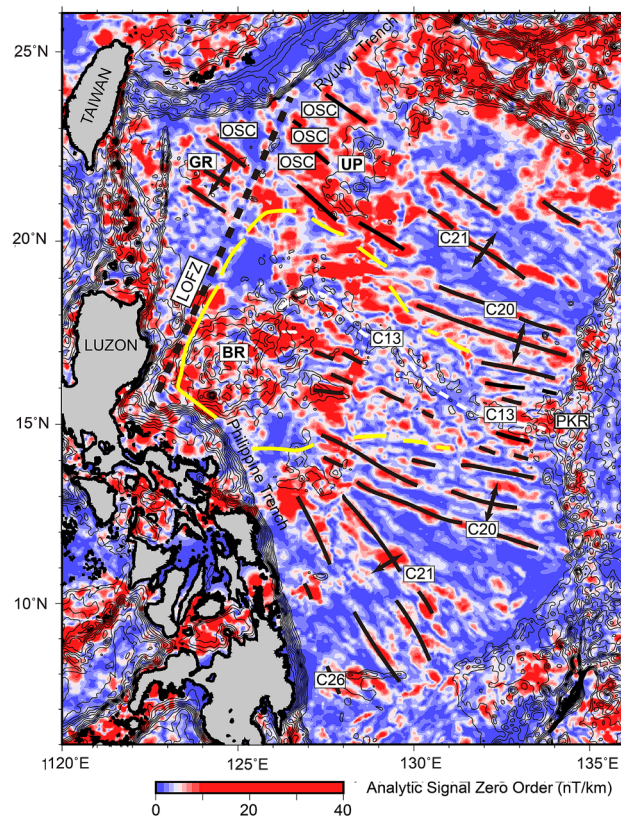 25°N
20°N
15°N
10°N
1120°E
125°E
130°E
135°E
TAIWAN
Ryukyu Trench
OSC
OSC
OSC
OSC
GR
UP
LOFZ
C21
C20
LUZON
BR
C13
C13
PKR
Philippine Trench
C20
C21
C26
0
20
40
Analytic Signal Zero Order (nT/km)